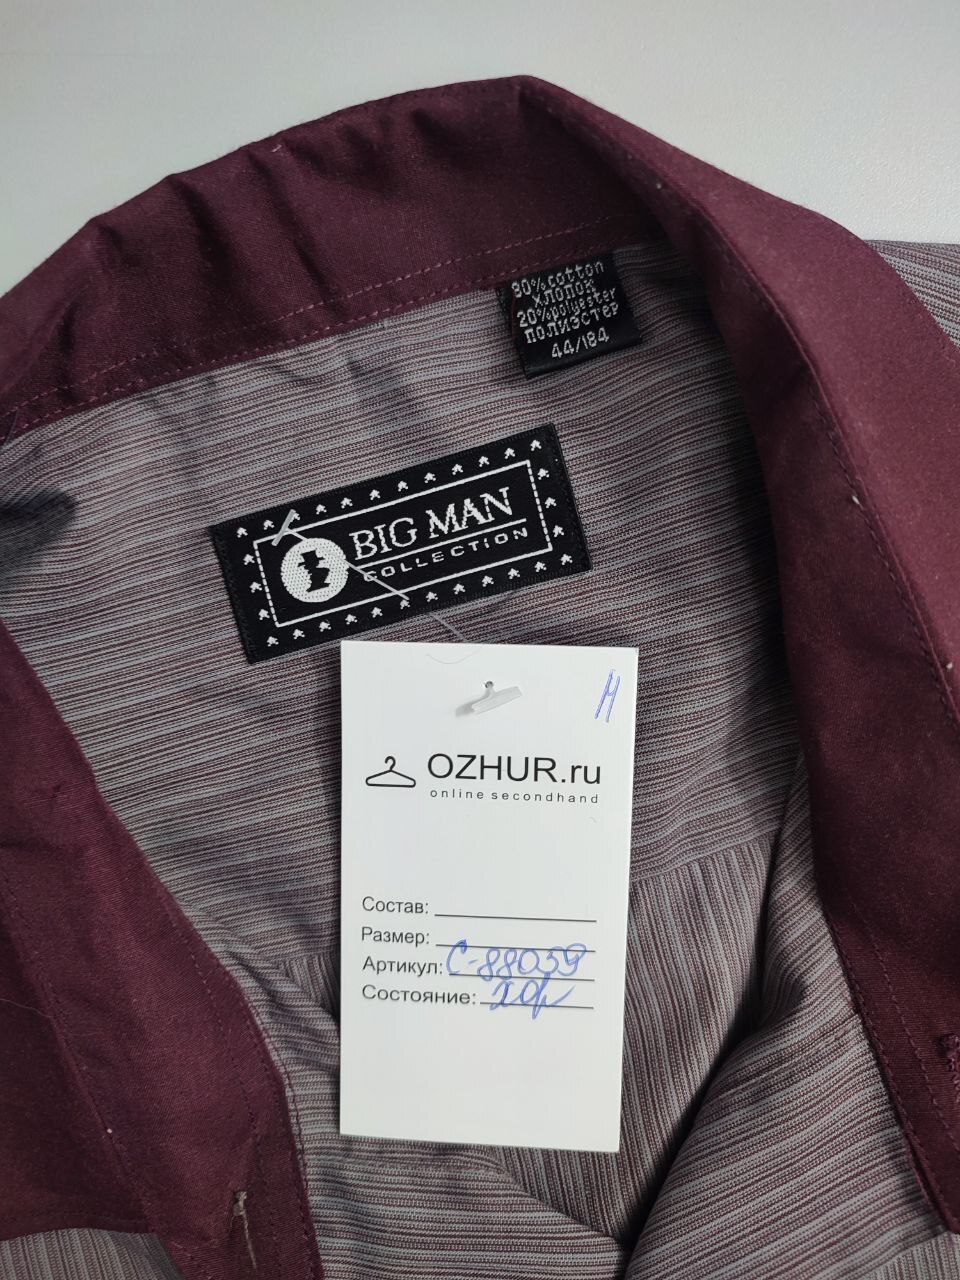 80% cotton
хлопок
20% polyester
полиэстер
44/184
BIG MAN
COLLECTION
М
OZHUR.ru
online secondhand
Состав:
Размер:
Артикул: С-88039
Состояние: хор